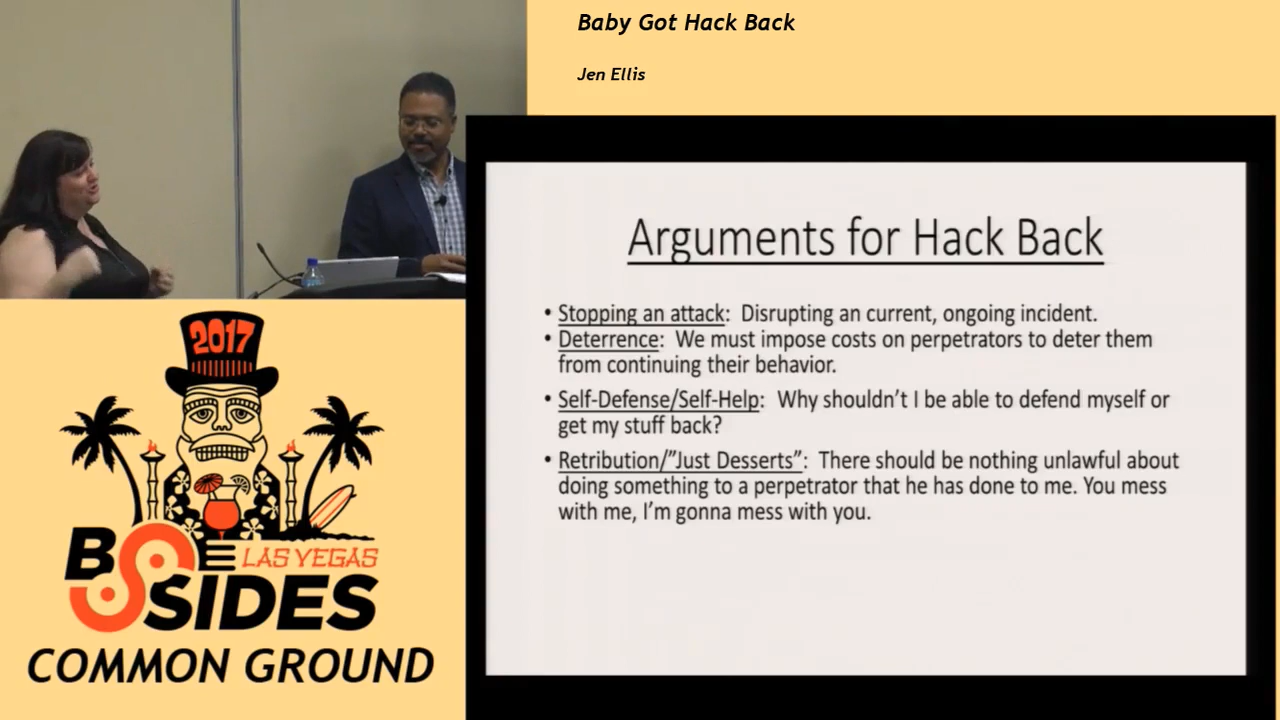 Baby Got Hack Back
Jen Ellis
Arguments for Hack Back
• Stopping an attack: Disrupting an current, ongoing incident.
• Deterrence: We must impose costs on perpetrators to deter them
from continuing their behavior.
• Self-Defense/Self-Help: Why shouldn't I be able to defend myself or
get my stuff back?
• Retribution/"Just Desserts": There should be nothing unlawful about
doing something to a perpetrator that he has done to me. You mess
with me, I'm gonna mess with you.
2017
BSIDES
LAS VEGAS
COMMON GROUND